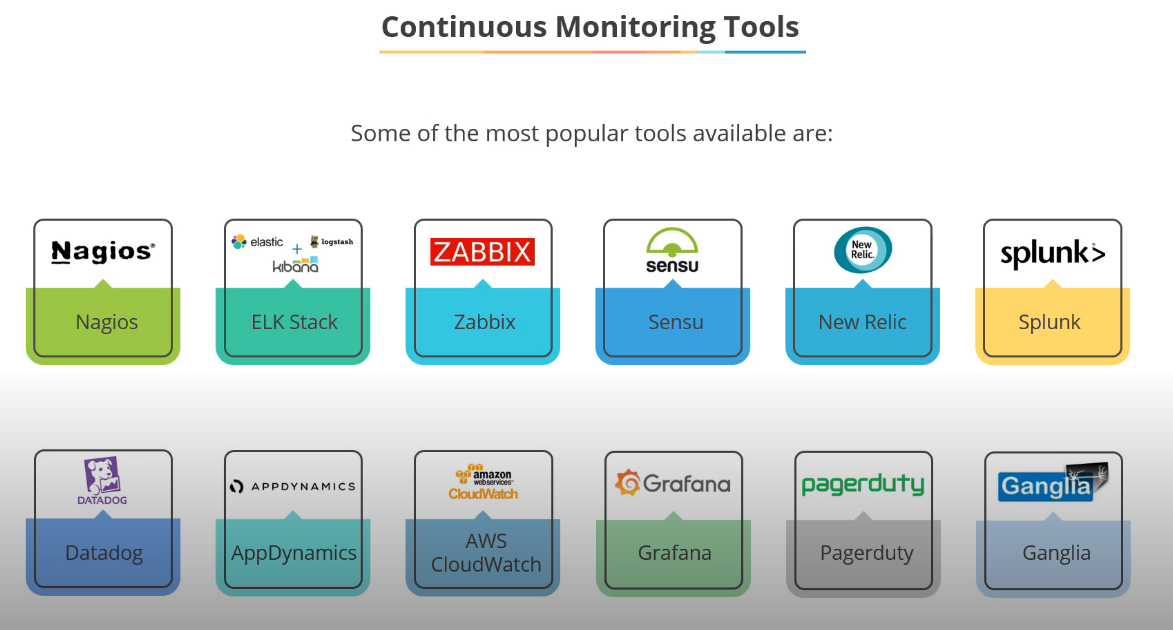 Continuous Monitoring Tools
Some of the most popular tools available are:
Nagios®
elastic
+
logstash
kibana
ZABBIX
sensu
New
Relic.
splunk>
Nagios
ELK Stack
Zabbix
Sensu
New Relic
Splunk
DATADOG
APPDYNAMICS
amazon
webservices™
CloudWatch
Grafana
pagerduty
Ganglia
Datadog
AppDynamics
AWS
CloudWatch
Grafana
Pagerduty
Ganglia